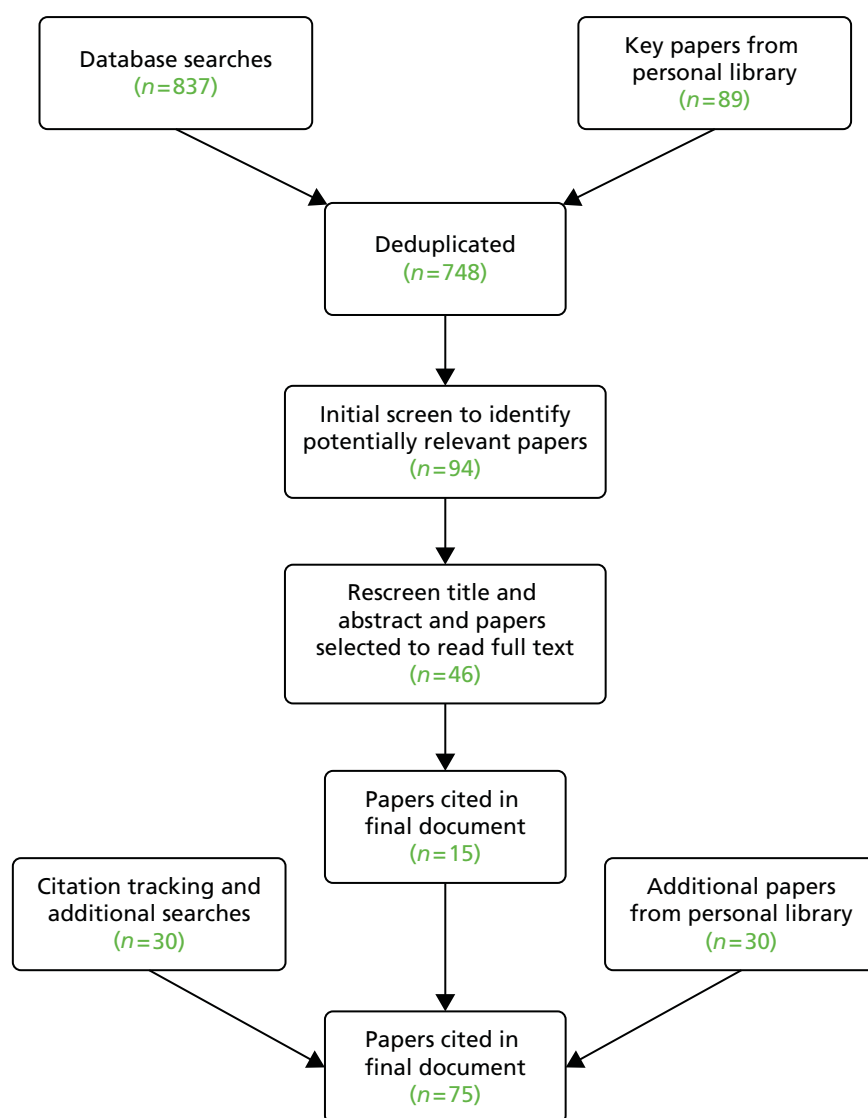 Database searches
(n=837)
Key papers from
personal library
(n=89)
Deduplicated
(n=748)
Initial screen to identify
potentially relevant papers
(n=94)
Rescreen title and
abstract and papers
selected to read full text
(n=46)
Papers cited in
final document
(n=15)
Citation tracking and
additional searches
(n=30)
Additional papers
from personal library
(n=30)
Papers cited in
final document
(n=75)